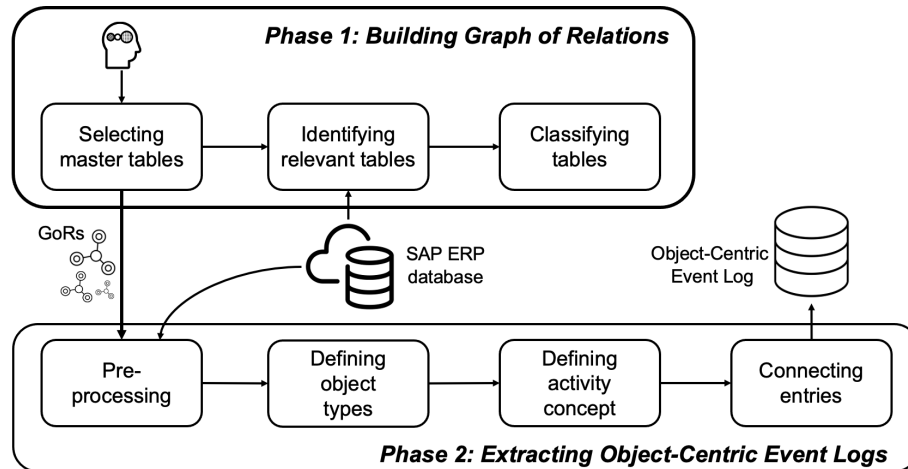 Phase 1: Building Graph of Relations
Selecting
master tables
Identifying
relevant tables
Classifying
tables
GoRs
SAP ERP
database
Object-Centric
Event Log
Pre-
processing
Defining
object
types
Defining
activity
concept
Connecting
entries
Phase 2: Extracting Object-Centric Event Logs